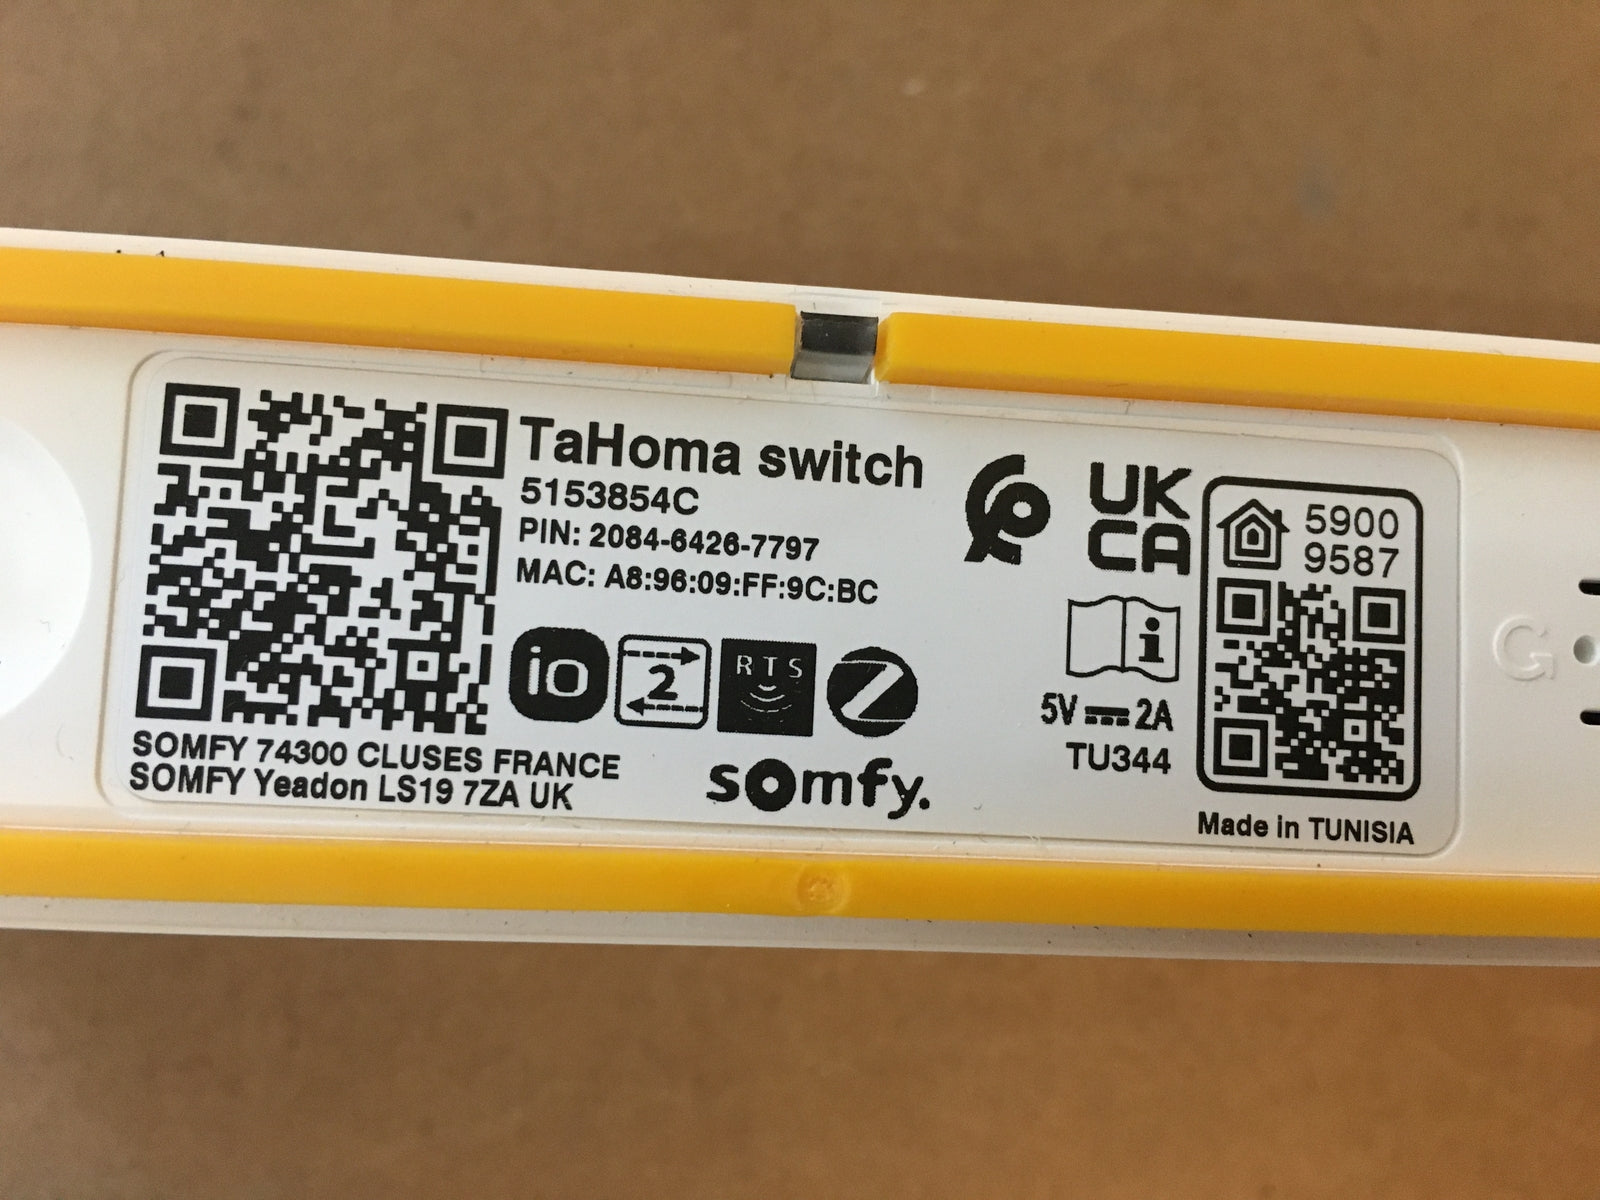 TaHoma switch
5153854C
PIN: 2084-6426-7797
MAC: A8:96:09:FF:9C:BC
io
2
RTS
SOMFY 74300 CLUSES FRANCE
SOMFY Yeadon LS19 7ZA UK
somfy.
UK
CA
i
5V ⎓ 2A
TU344
5900
9587
Made in TUNISIA